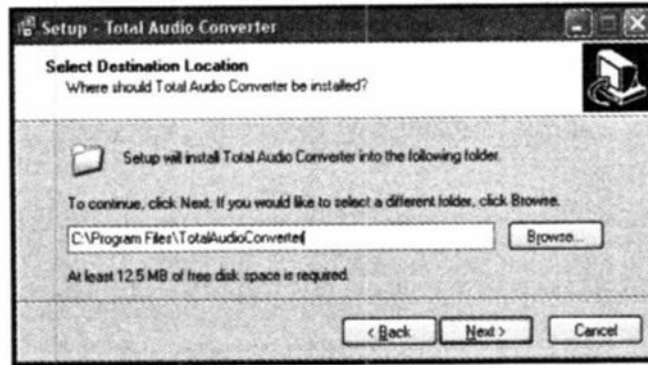 Setup - Total Audio Converter
Select Destination Location
Where should Total Audio Converter be installed?
Setup will install Total Audio Converter into the following folder.
To continue, click Next. If you would like to select a different folder, click Browse.
C:\Program Files\TotalAudioConverter
Browse...
At least 12.5 MB of free disk space is required.
< Back
Next >
Cancel